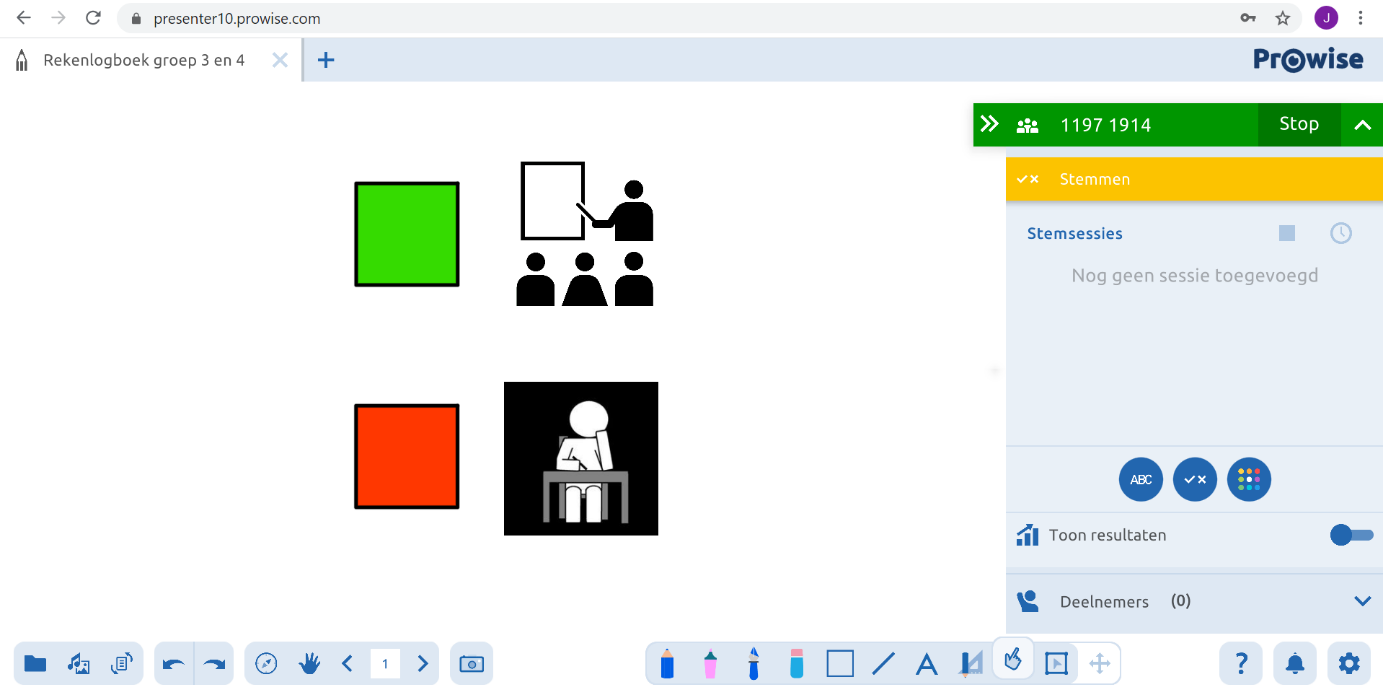 presenter10.prowise.com
J
Rekenlogboek groep 3 en 4
Prowise
1197 1914
Stop
Stemmen
Stemsessies
Nog geen sessie toegevoegd
ABC
Toon resultaten
Deelnemers (0)
1
A
?